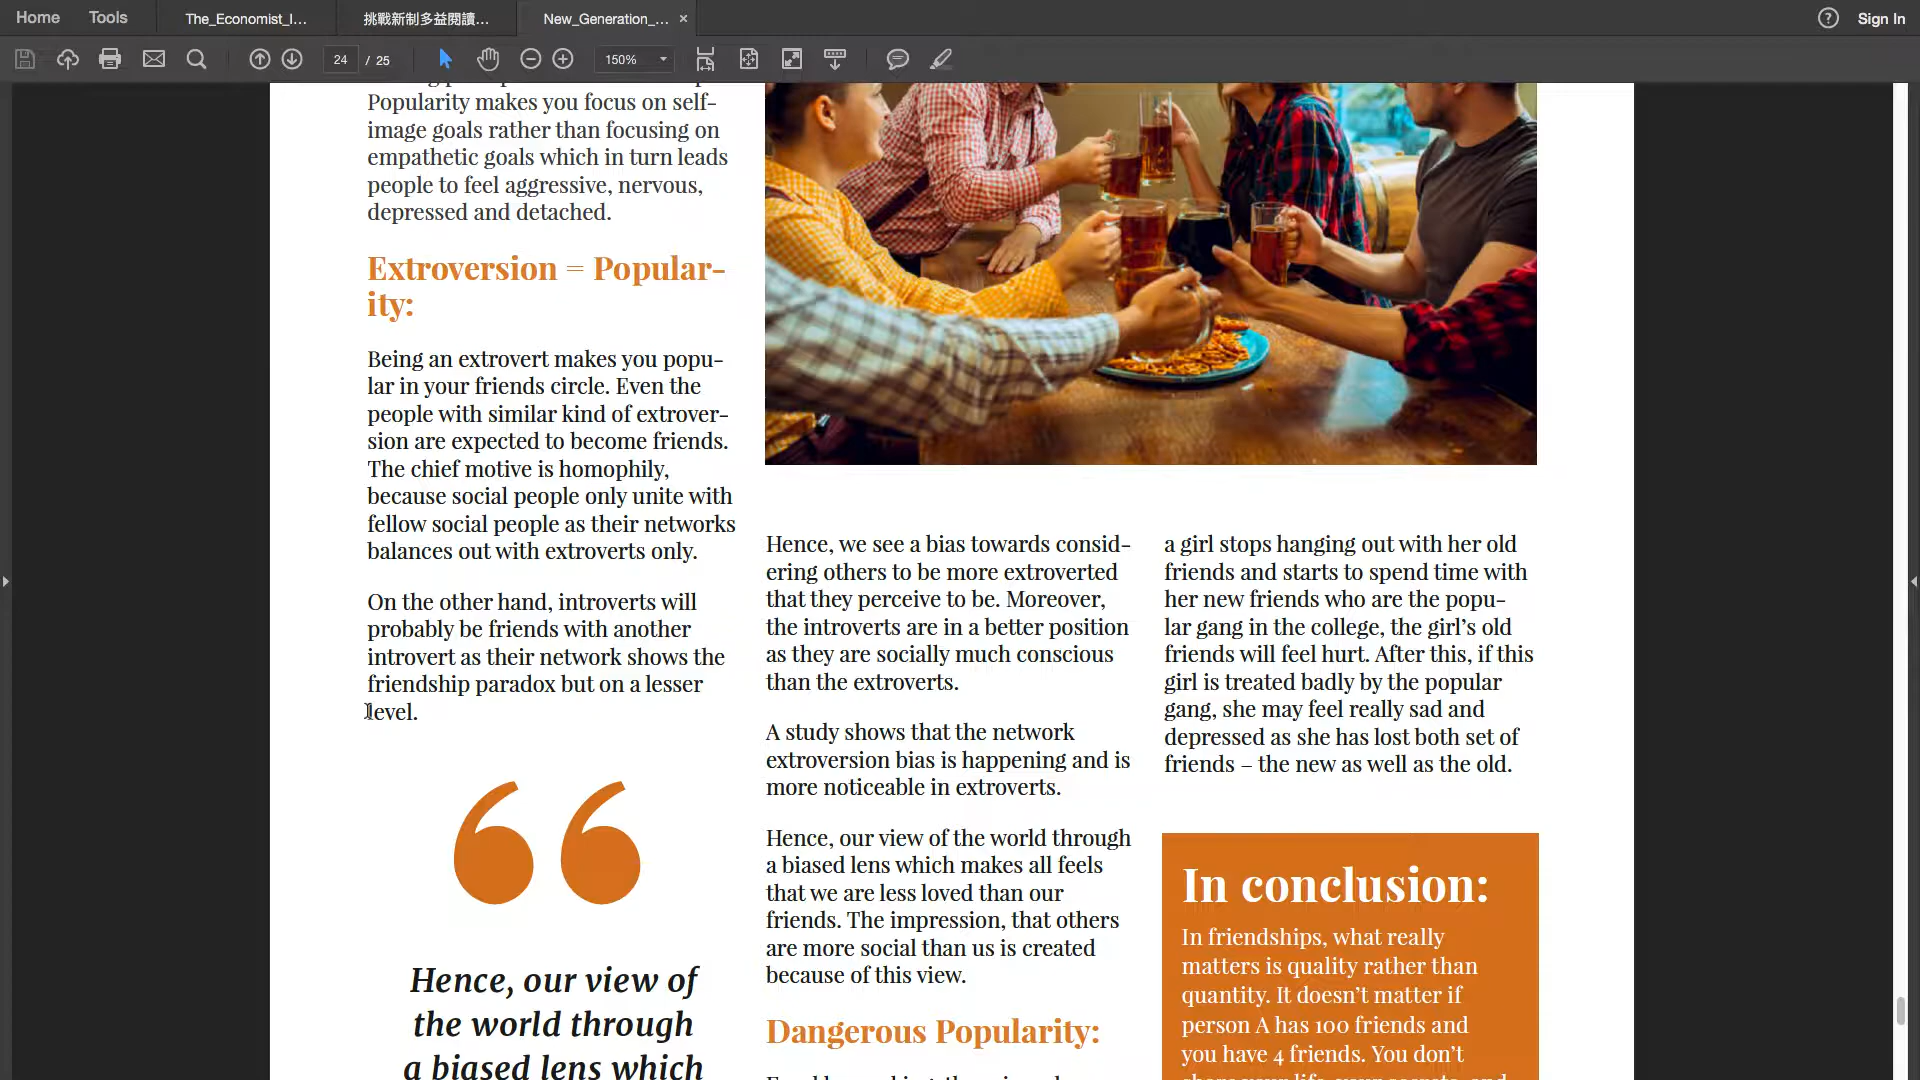 Home
Tools
The_Economist_I...
挑戰新制多益閱讀...
New_Generation_...
Sign In
24 / 25
150%
Popularity makes you focus on self-
image goals rather than focusing on
empathetic goals which in turn leads
people to feel aggressive, nervous,
depressed and detached.
Extroversion = Popular-
ity:
Being an extrovert makes you popu-
lar in your friends circle. Even the
people with similar kind of extrover-
sion are expected to become friends.
The chief motive is homophily,
because social people only unite with
fellow social people as their networks
balances out with extroverts only.
On the other hand, introverts will
probably be friends with another
introvert as their network shows the
friendship paradox but on a lesser
level.
Hence, our view of
the world through
a biased lens which
Hence, we see a bias towards consid-
ering others to be more extroverted
that they perceive to be. Moreover,
the introverts are in a better position
as they are socially much conscious
than the extroverts.
A study shows that the network
extroversion bias is happening and is
more noticeable in extroverts.
Hence, our view of the world through
a biased lens which makes all feels
that we are less loved than our
friends. The impression, that others
are more social than us is created
because of this view.
Dangerous Popularity:
a girl stops hanging out with her old
friends and starts to spend time with
her new friends who are the popu-
lar gang in the college, the girl's old
friends will feel hurt. After this, if this
girl is treated badly by the popular
gang, she may feel really sad and
depressed as she has lost both set of
friends – the new as well as the old.
In conclusion:
In friendships, what really
matters is quality rather than
quantity. It doesn't matter if
person A has 100 friends and
you have 4 friends. You don't